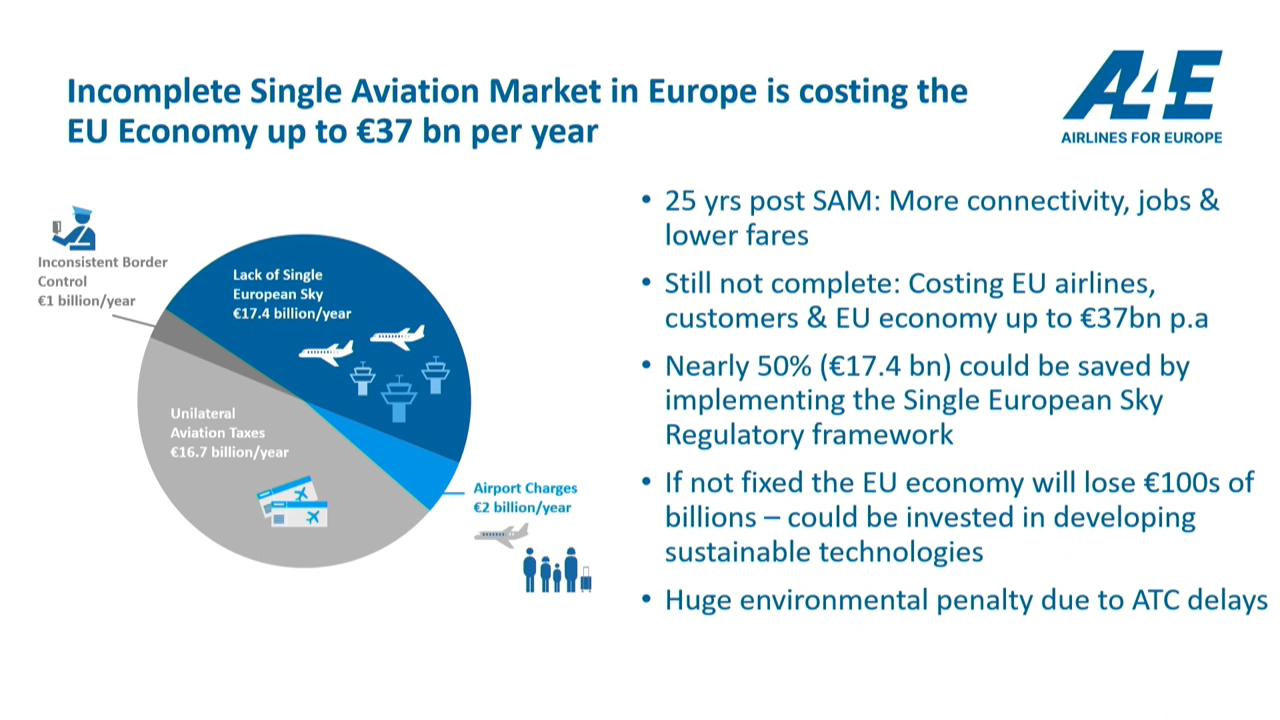 Incomplete Single Aviation Market in Europe is costing the
EU Economy up to €37 bn per year
A4E
AIRLINES FOR EUROPE
Inconsistent Border
Control
€1 billion/year
Lack of Single
European Sky
€17.4 billion/year
Unilateral
Aviation Taxes
€16.7 billion/year
Airport Charges
€2 billion/year
• 25 yrs post SAM: More connectivity, jobs &
lower fares
• Still not complete: Costing EU airlines,
customers & EU economy up to €37bn p.a
• Nearly 50% (€17.4 bn) could be saved by
implementing the Single European Sky
Regulatory framework
• If not fixed the EU economy will lose €100s of
billions – could be invested in developing
sustainable technologies
• Huge environmental penalty due to ATC delays